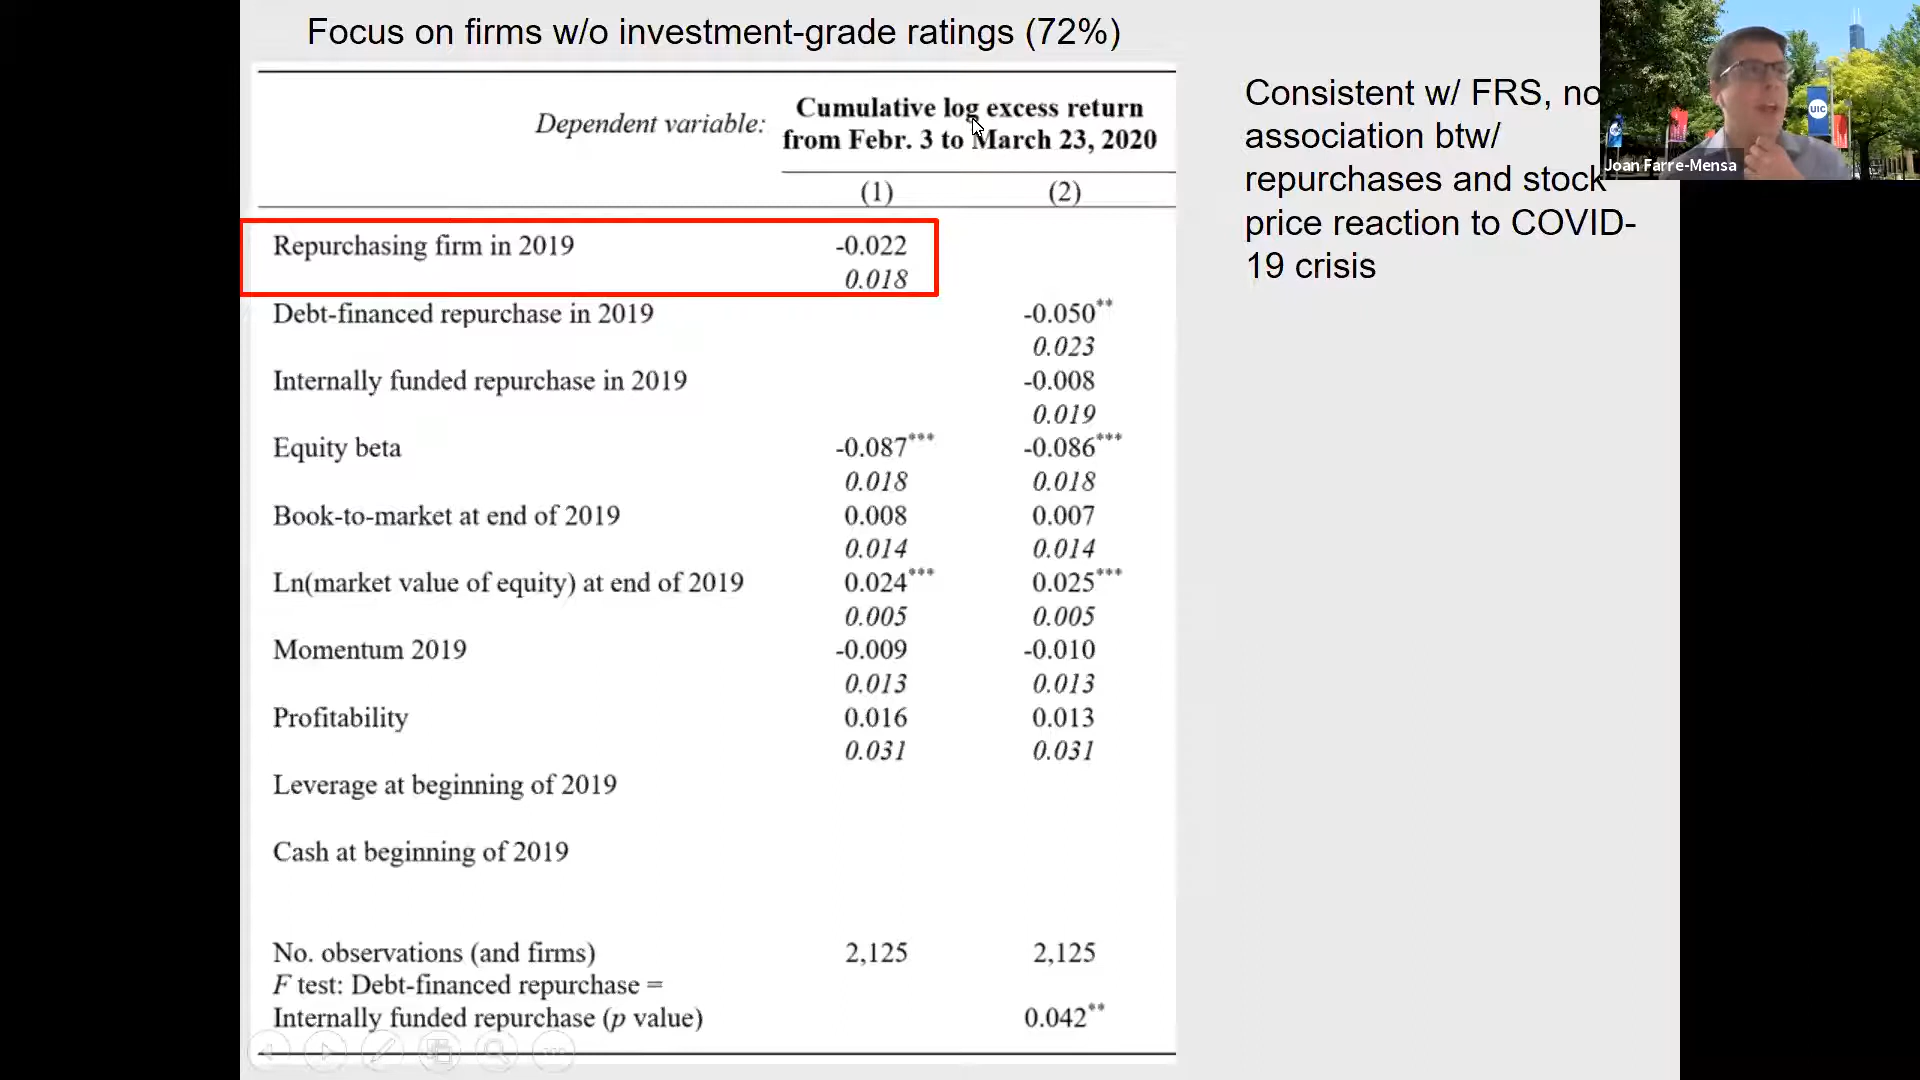 Focus on firms w/o investment-grade ratings (72%)
Dependent variable:
Cumulative log excess return
from Febr. 3 to March 23, 2020
(1) (2)
Repurchasing firm in 2019 -0.022
0.018
Debt-financed repurchase in 2019 -0.050**
0.023
Internally funded repurchase in 2019 -0.008
0.019
Equity beta -0.087*** -0.086***
0.018 0.018
Book-to-market at end of 2019 0.008 0.007
0.014 0.014
Ln(market value of equity) at end of 2019 0.024*** 0.025***
0.005 0.005
Momentum 2019 -0.009 -0.010
0.013 0.013
Profitability 0.016 0.013
0.031 0.031
Leverage at beginning of 2019
Cash at beginning of 2019
No. observations (and firms) 2,125 2,125
F test: Debt-financed repurchase =
Internally funded repurchase (p value) 0.042**
Consistent w/ FRS, no
association btw/
repurchases and stock
price reaction to COVID-
19 crisis
UIC
Joan Farre-Mensa